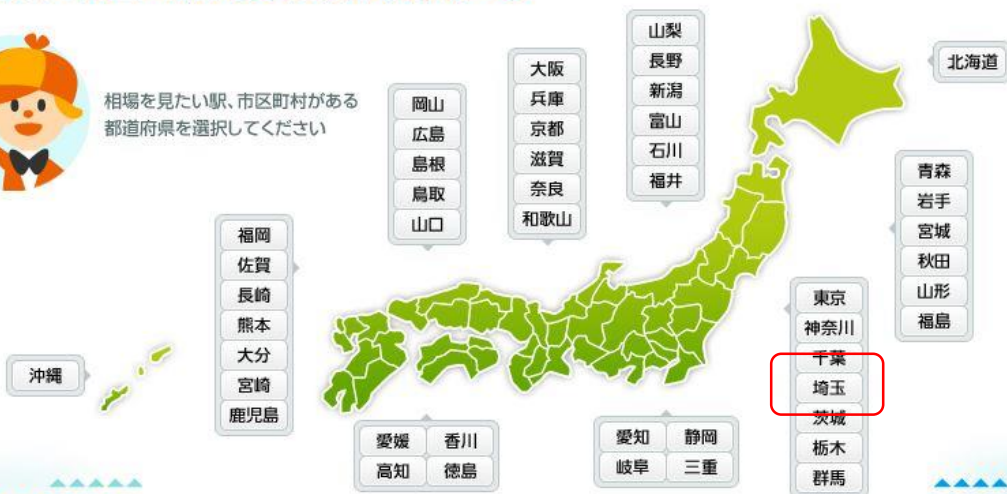 相場を見たい駅、市区町村がある
都道府県を選択してください
岡山
広島
島根
鳥取
山口
大阪
兵庫
京都
滋賀
奈良
和歌山
山梨
長野
新潟
富山
石川
福井
北海道
青森
岩手
宮城
秋田
山形
福島
福岡
佐賀
長崎
熊本
大分
宮崎
鹿児島
沖縄
東京
神奈川
千葉
埼玉
茨城
栃木
群馬
愛媛 香川
高知 徳島
愛知 静岡
岐阜 三重